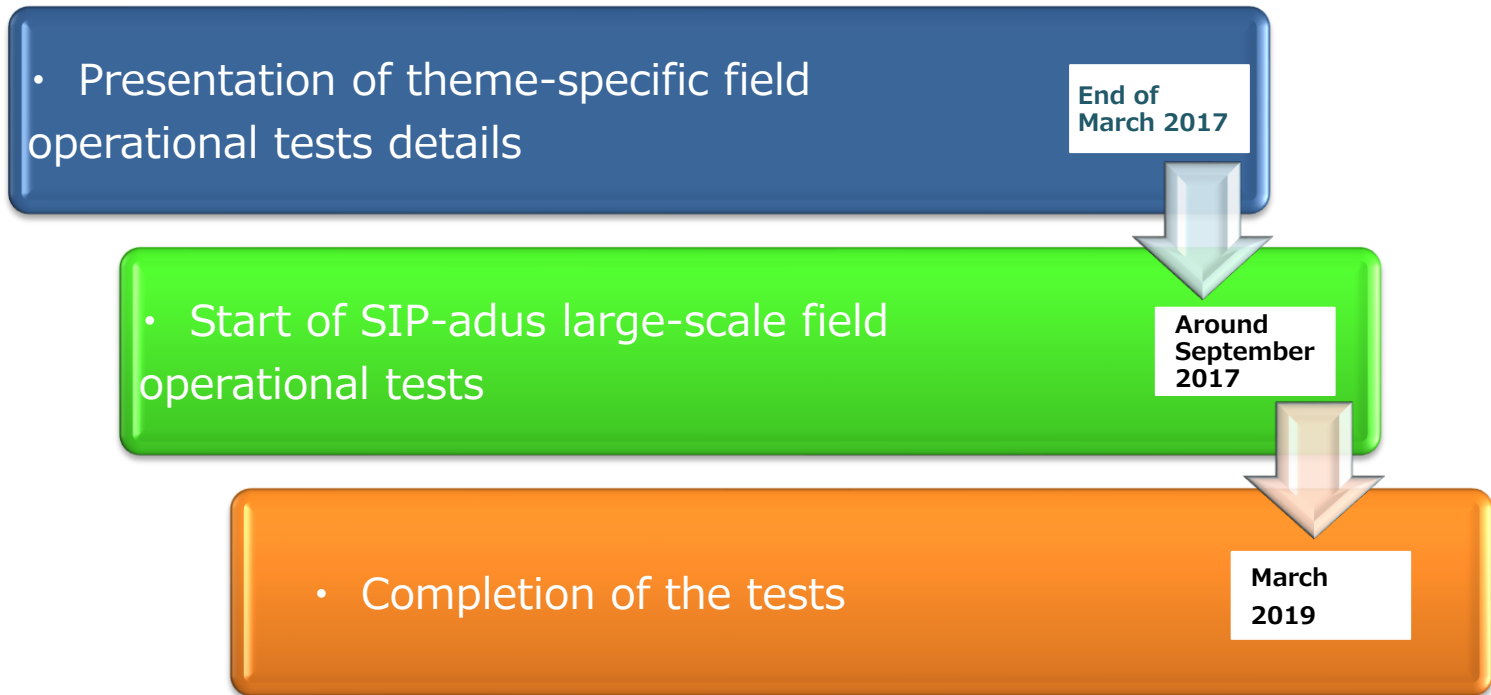 ・ Presentation of theme-specific field
operational tests details
End of
March 2017
・ Start of SIP-adus large-scale field
operational tests
Around
September
2017
・ Completion of the tests
March
2019